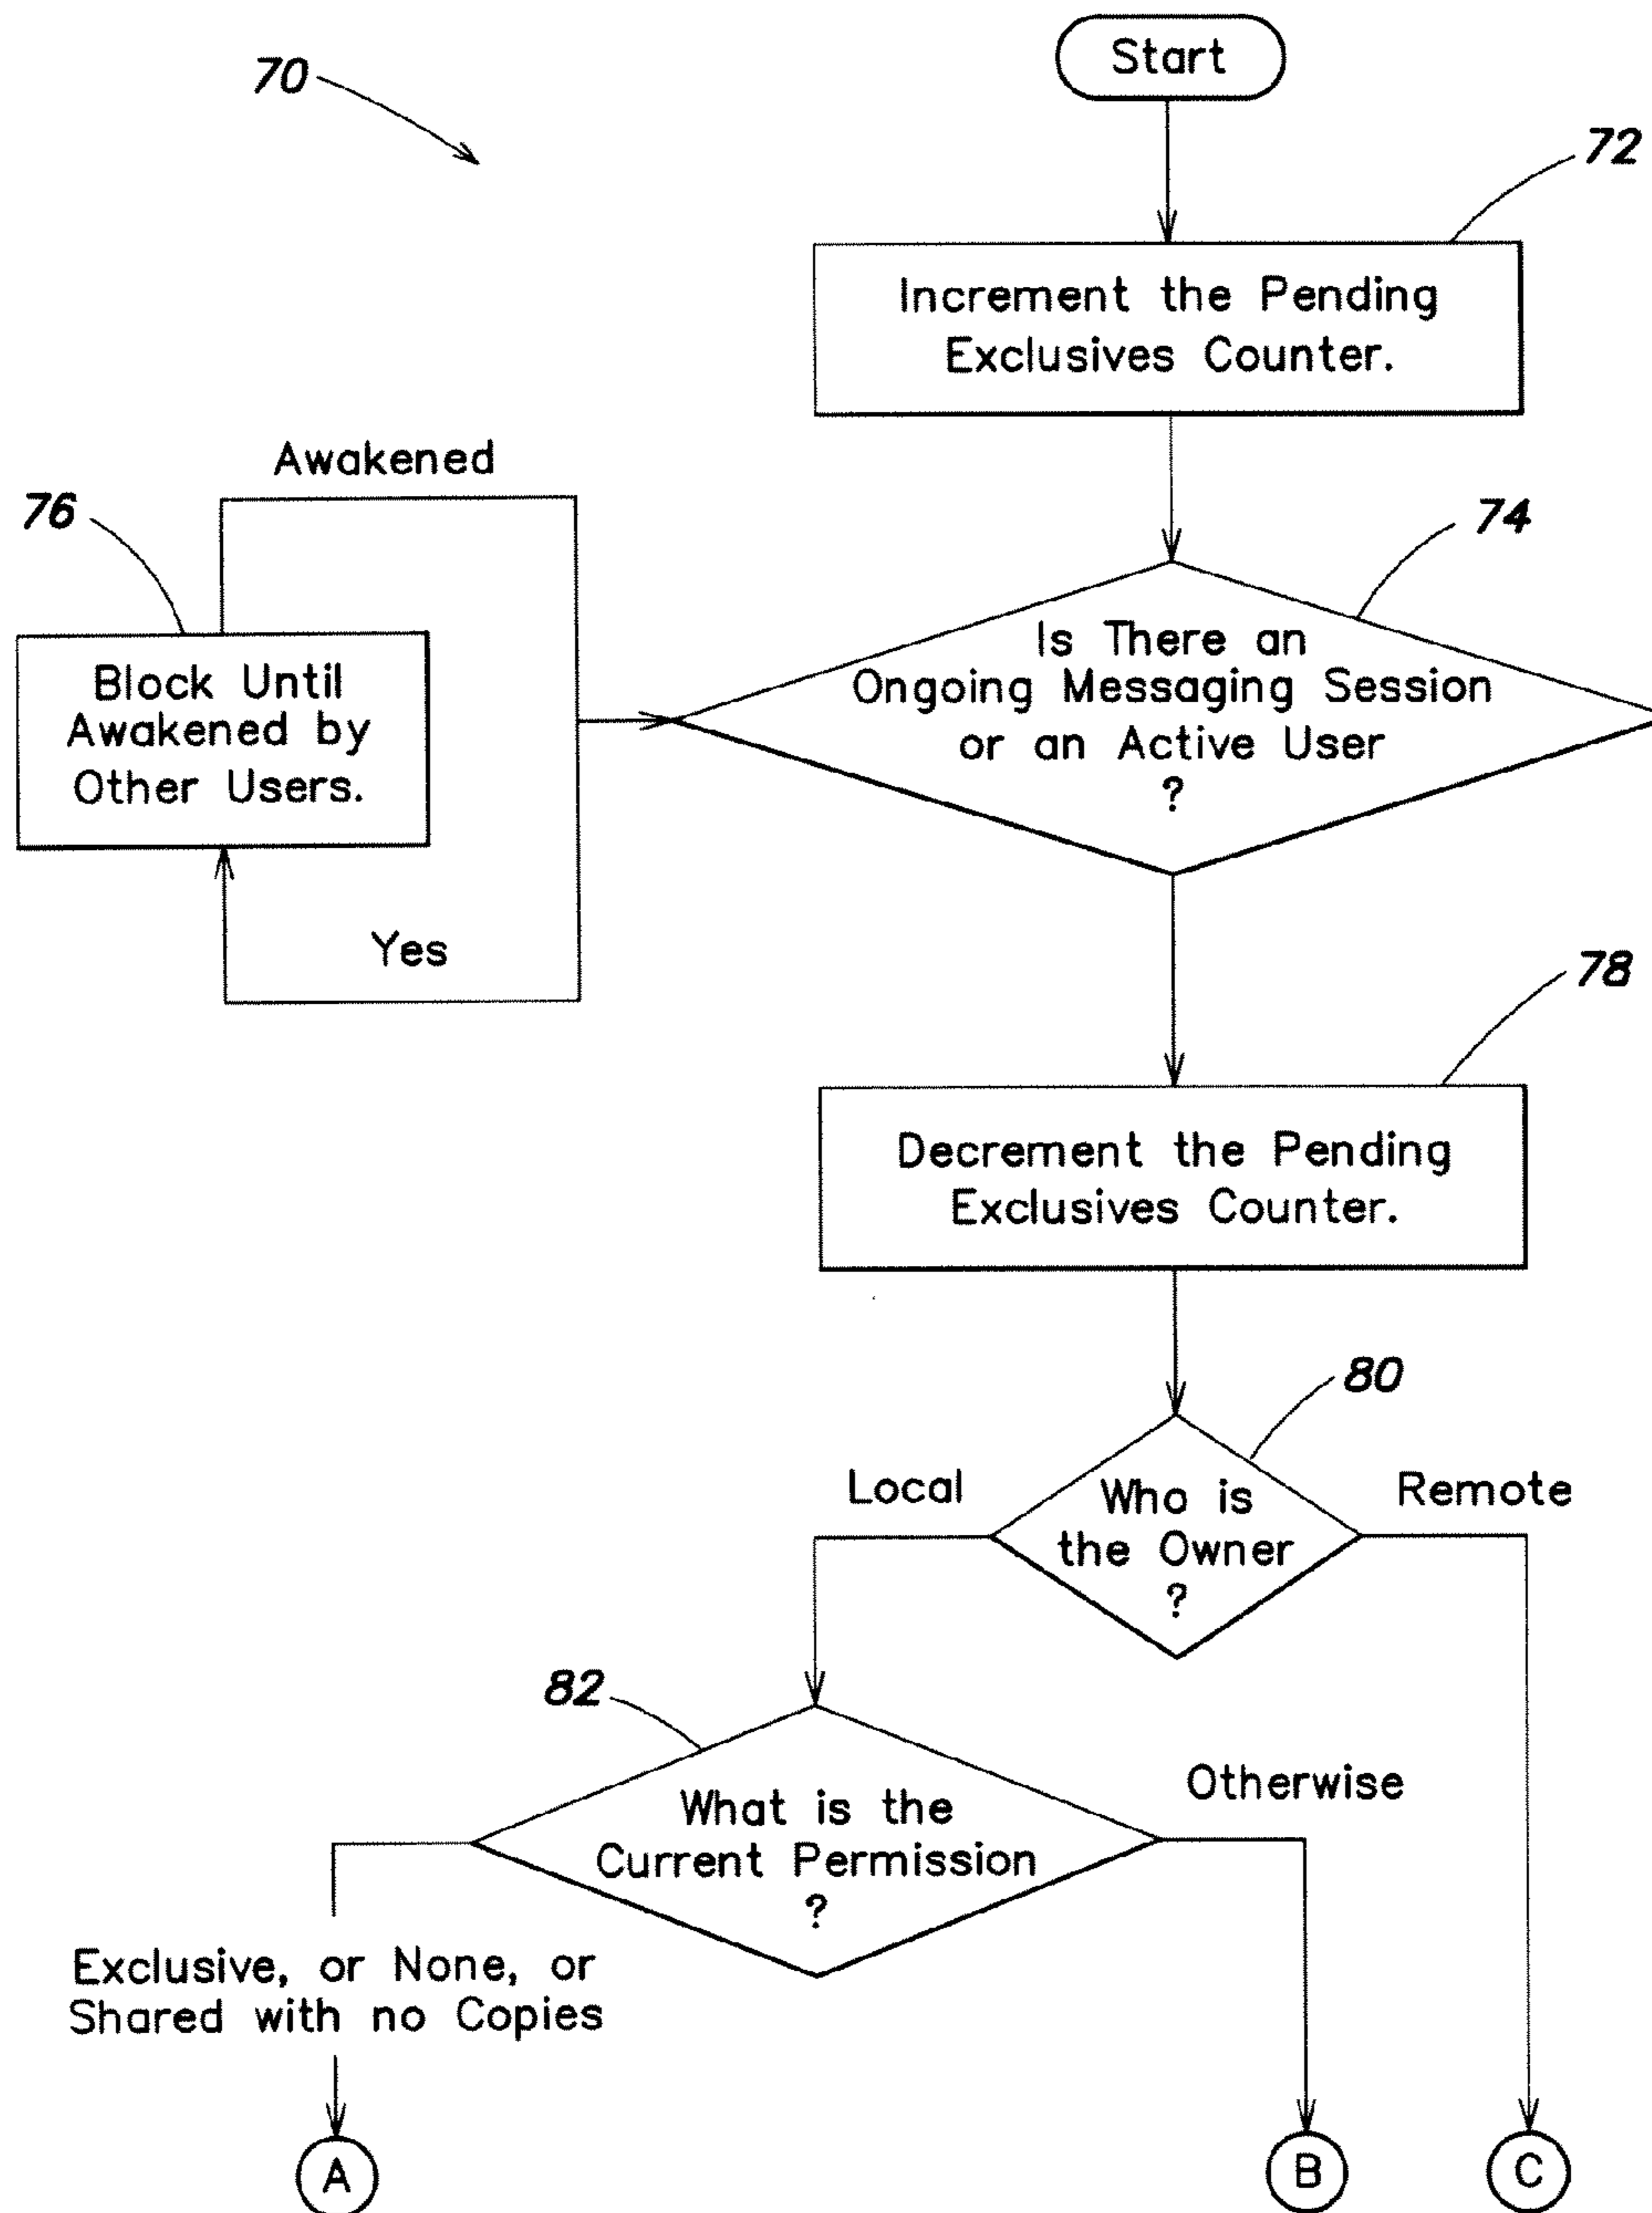 70
Start
72
Increment the Pending
Exclusives Counter.
Awakened
76
74
Block Until
Awakened by
Other Users.
Is There an
Ongoing Messaging Session
or an Active User
?
Yes
78
Decrement the Pending
Exclusives Counter.
80
Local
Who is
the Owner
?
Remote
82
What is the
Current Permission
?
Otherwise
Exclusive, or None, or
Shared with no Copies
A
B
C